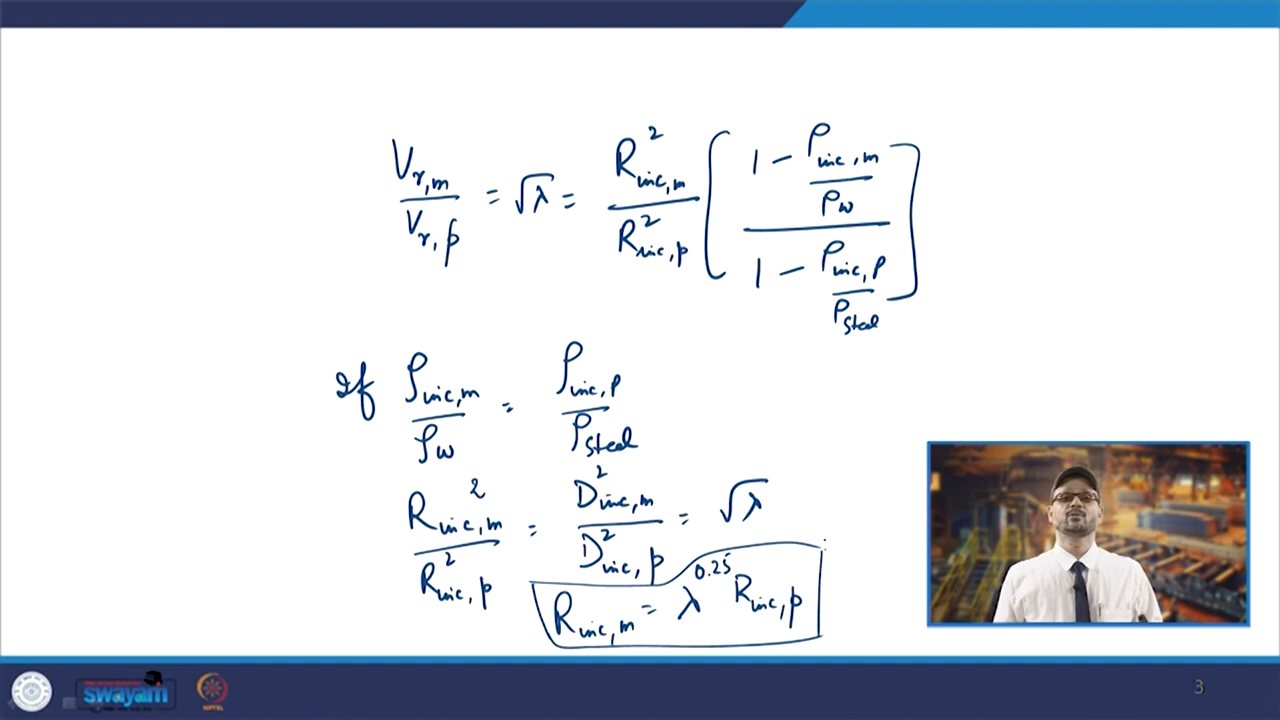 V_{r,m} / V_{r,p} = √λ = R²_{inc,m} / R²_{inc,p} [ (1 - ρ_{inc,m} / ρ_w) / (1 - ρ_{inc,p} / ρ_{steel}) ]
If ρ_{inc,m} / ρ_w = ρ_{inc,p} / ρ_{steel}
R²_{inc,m} / R²_{inc,p} = D²_{inc,m} / D²_{inc,p} = √λ
R_{inc,m} = λ^{0.25} R_{inc,p}
swayam
NPTEL
3